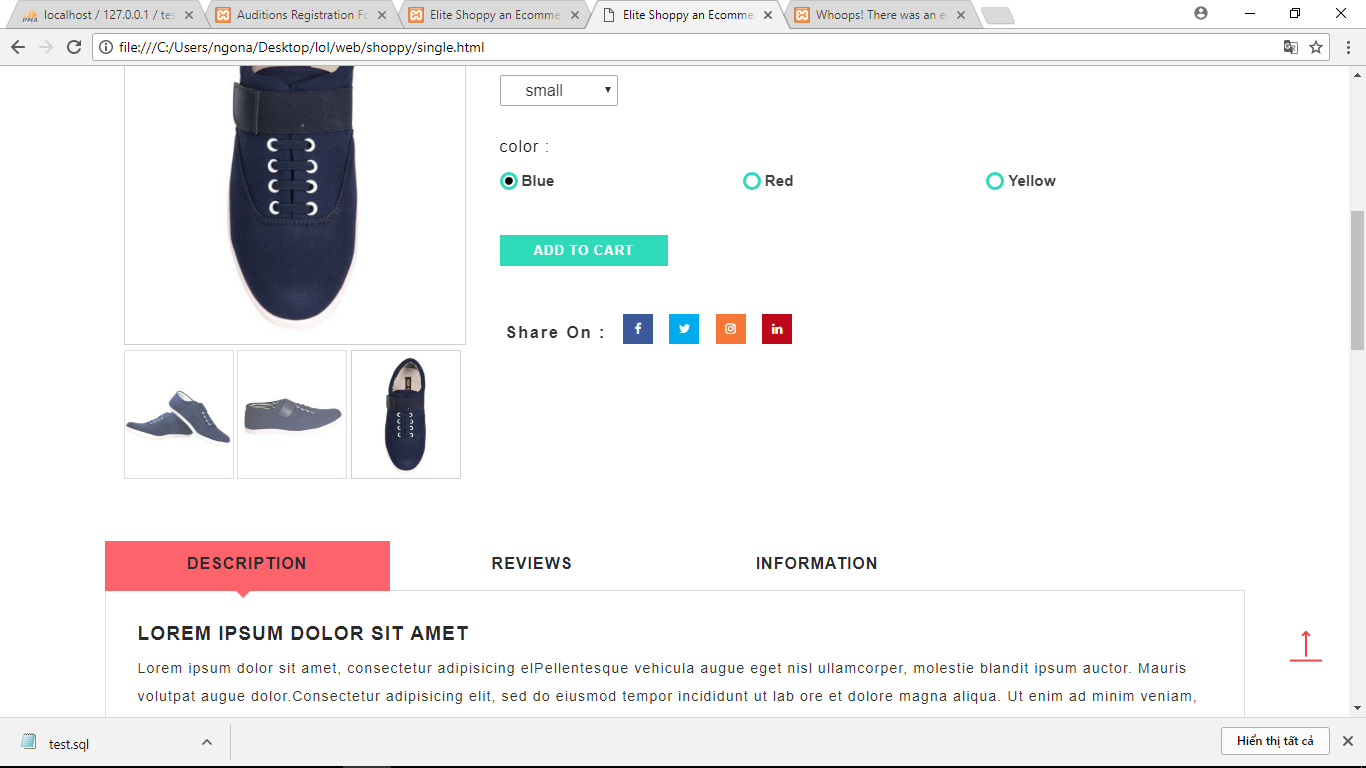 localhost / 127.0.0.1 / tes
Auditions Registration Fo
Elite Shoppy an Ecomme
Elite Shoppy an Ecomme
Whoops! There was an e
file:///C:/Users/ngona/Desktop/lol/web/shoppy/single.html
small
color :
Blue Red Yellow
ADD TO CART
Share On :
DESCRIPTION REVIEWS INFORMATION
LOREM IPSUM DOLOR SIT AMET
Lorem ipsum dolor sit amet, consectetur adipisicing elPellentesque vehicula augue eget nisl ullamcorper, molestie blandit ipsum auctor. Mauris
volutpat augue dolor.Consectetur adipisicing elit, sed do eiusmod tempor incididunt ut lab ore et dolore magna aliqua. Ut enim ad minim veniam,
test.sql
Hiển thị tất cả